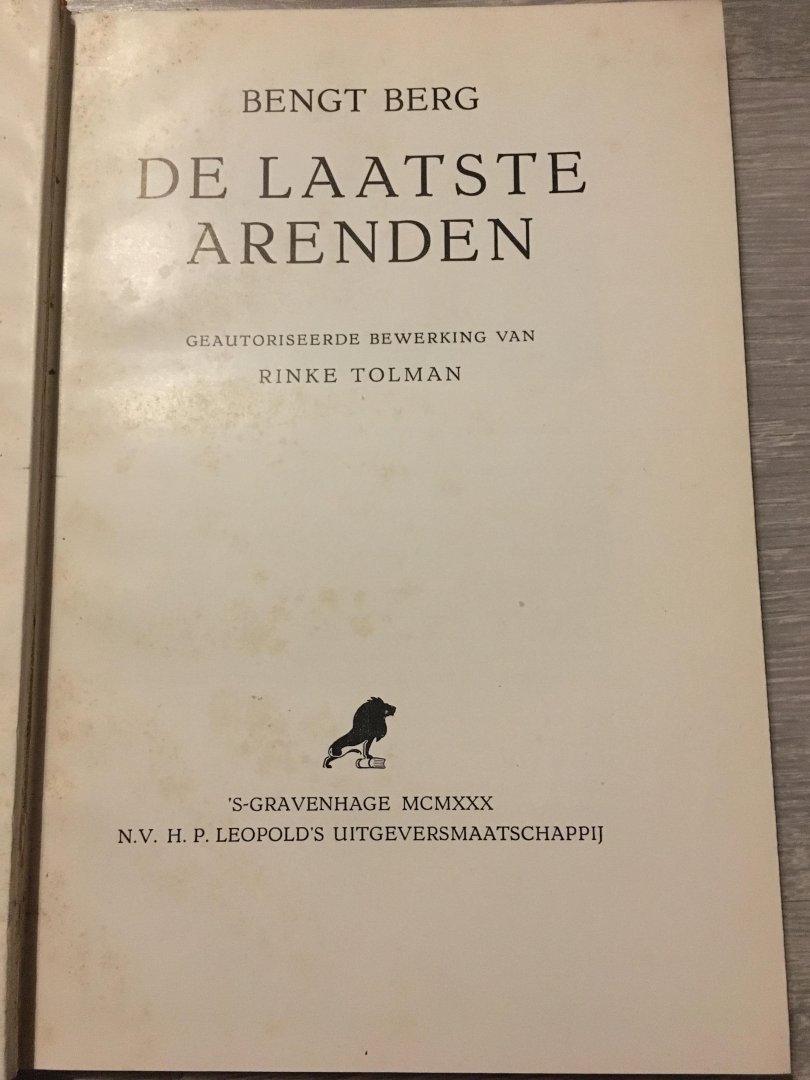 BENGT BERG
DE LAATSTE
ARENDEN
GEAUTORISEERDE BEWERKING VAN
RINKE TOLMAN
'S-GRAVENHAGE MCMXXX
N.V. H. P. LEOPOLD'S UITGEVERSMAATSCHAPPIJ